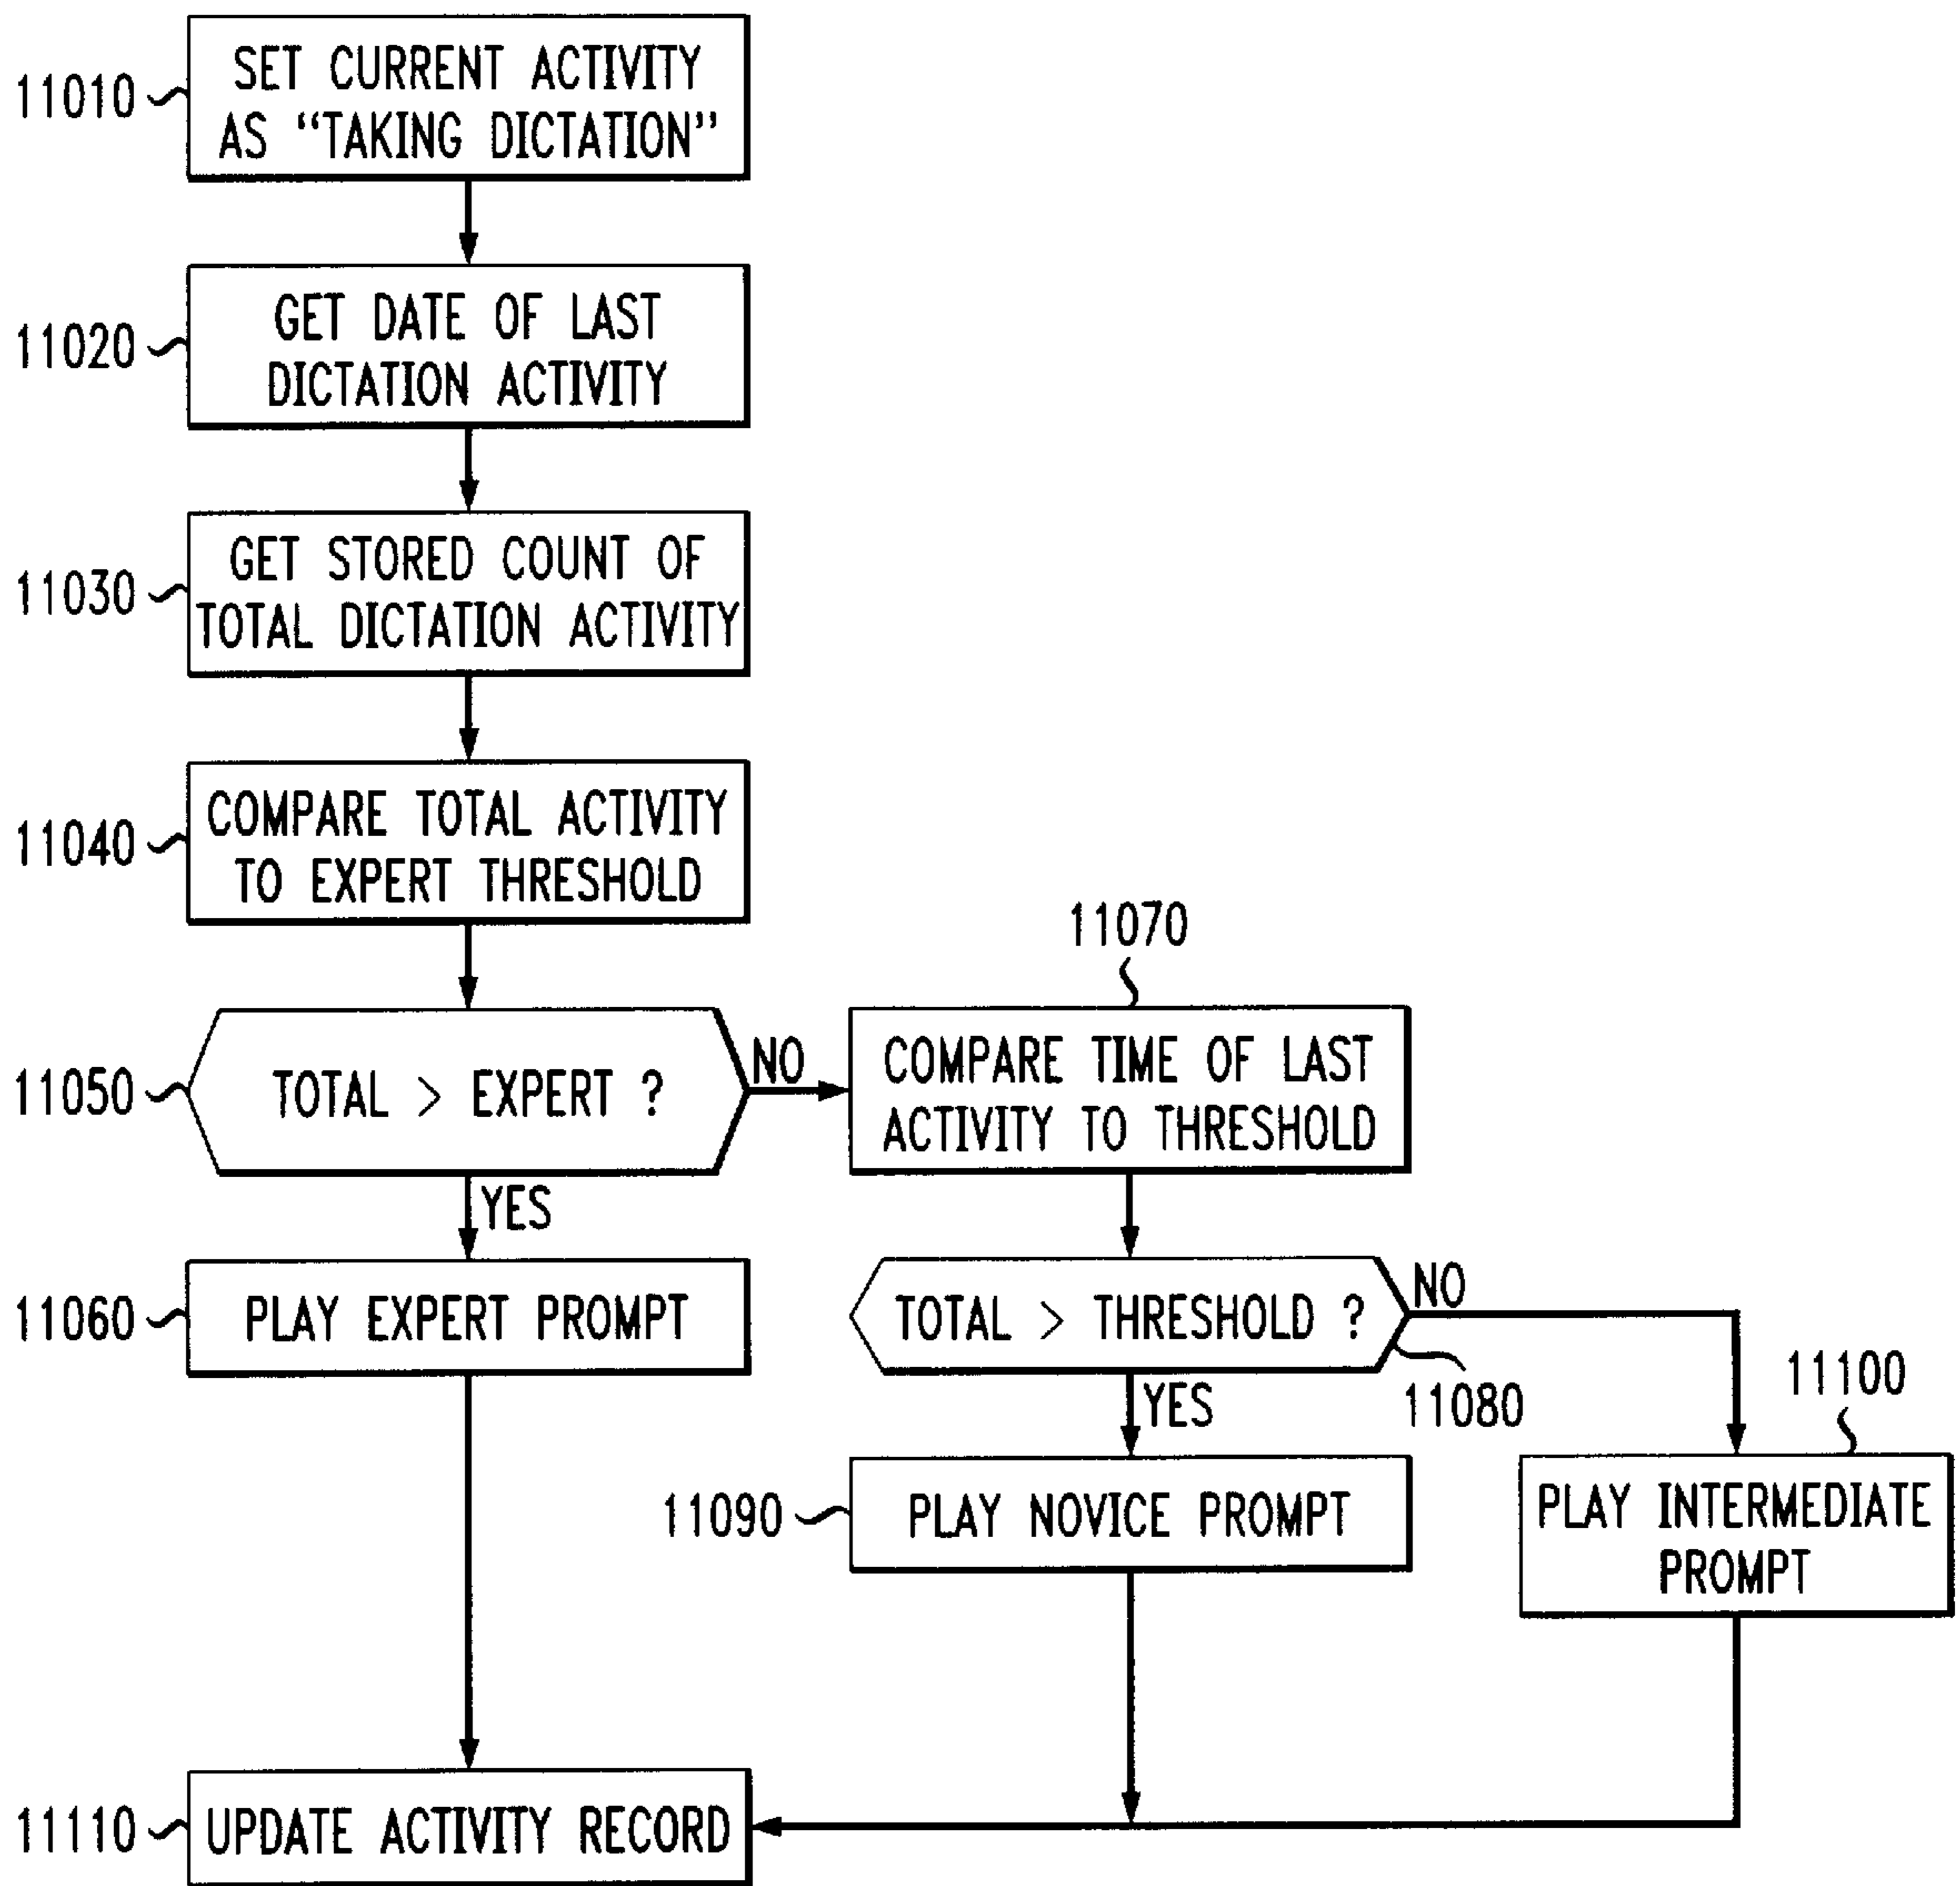 11010
SET CURRENT ACTIVITY
AS “TAKING DICTATION”
11020
GET DATE OF LAST
DICTATION ACTIVITY
11030
GET STORED COUNT OF
TOTAL DICTATION ACTIVITY
11040
COMPARE TOTAL ACTIVITY
TO EXPERT THRESHOLD
11050
TOTAL > EXPERT ?
NO
YES
11070
COMPARE TIME OF LAST
ACTIVITY TO THRESHOLD
11060
PLAY EXPERT PROMPT
TOTAL > THRESHOLD ?
NO
11080
YES
11090
PLAY NOVICE PROMPT
11100
PLAY INTERMEDIATE
PROMPT
11110
UPDATE ACTIVITY RECORD